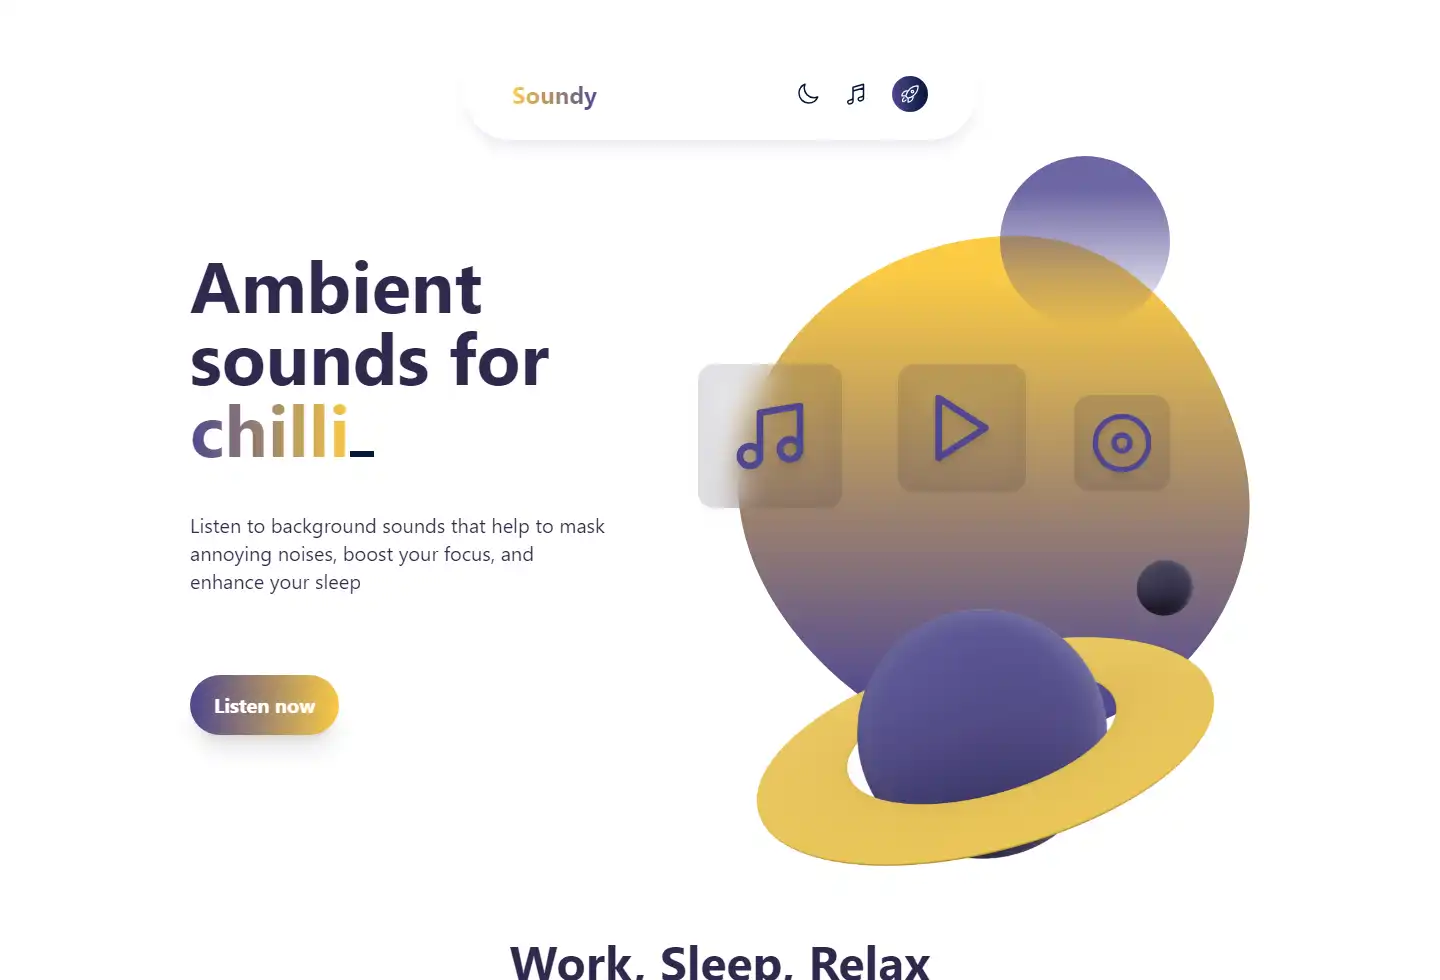 Soundy
Ambient
sounds for
chilli_
Listen to background sounds that help to mask
annoying noises, boost your focus, and
enhance your sleep
Listen now
Work, Sleep, Relax